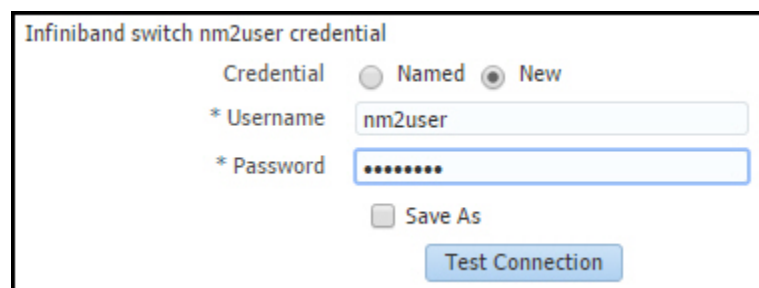 Infiniband switch nm2user credential
Credential Named New
* Username nm2user
* Password ••••••••
Save As
Test Connection